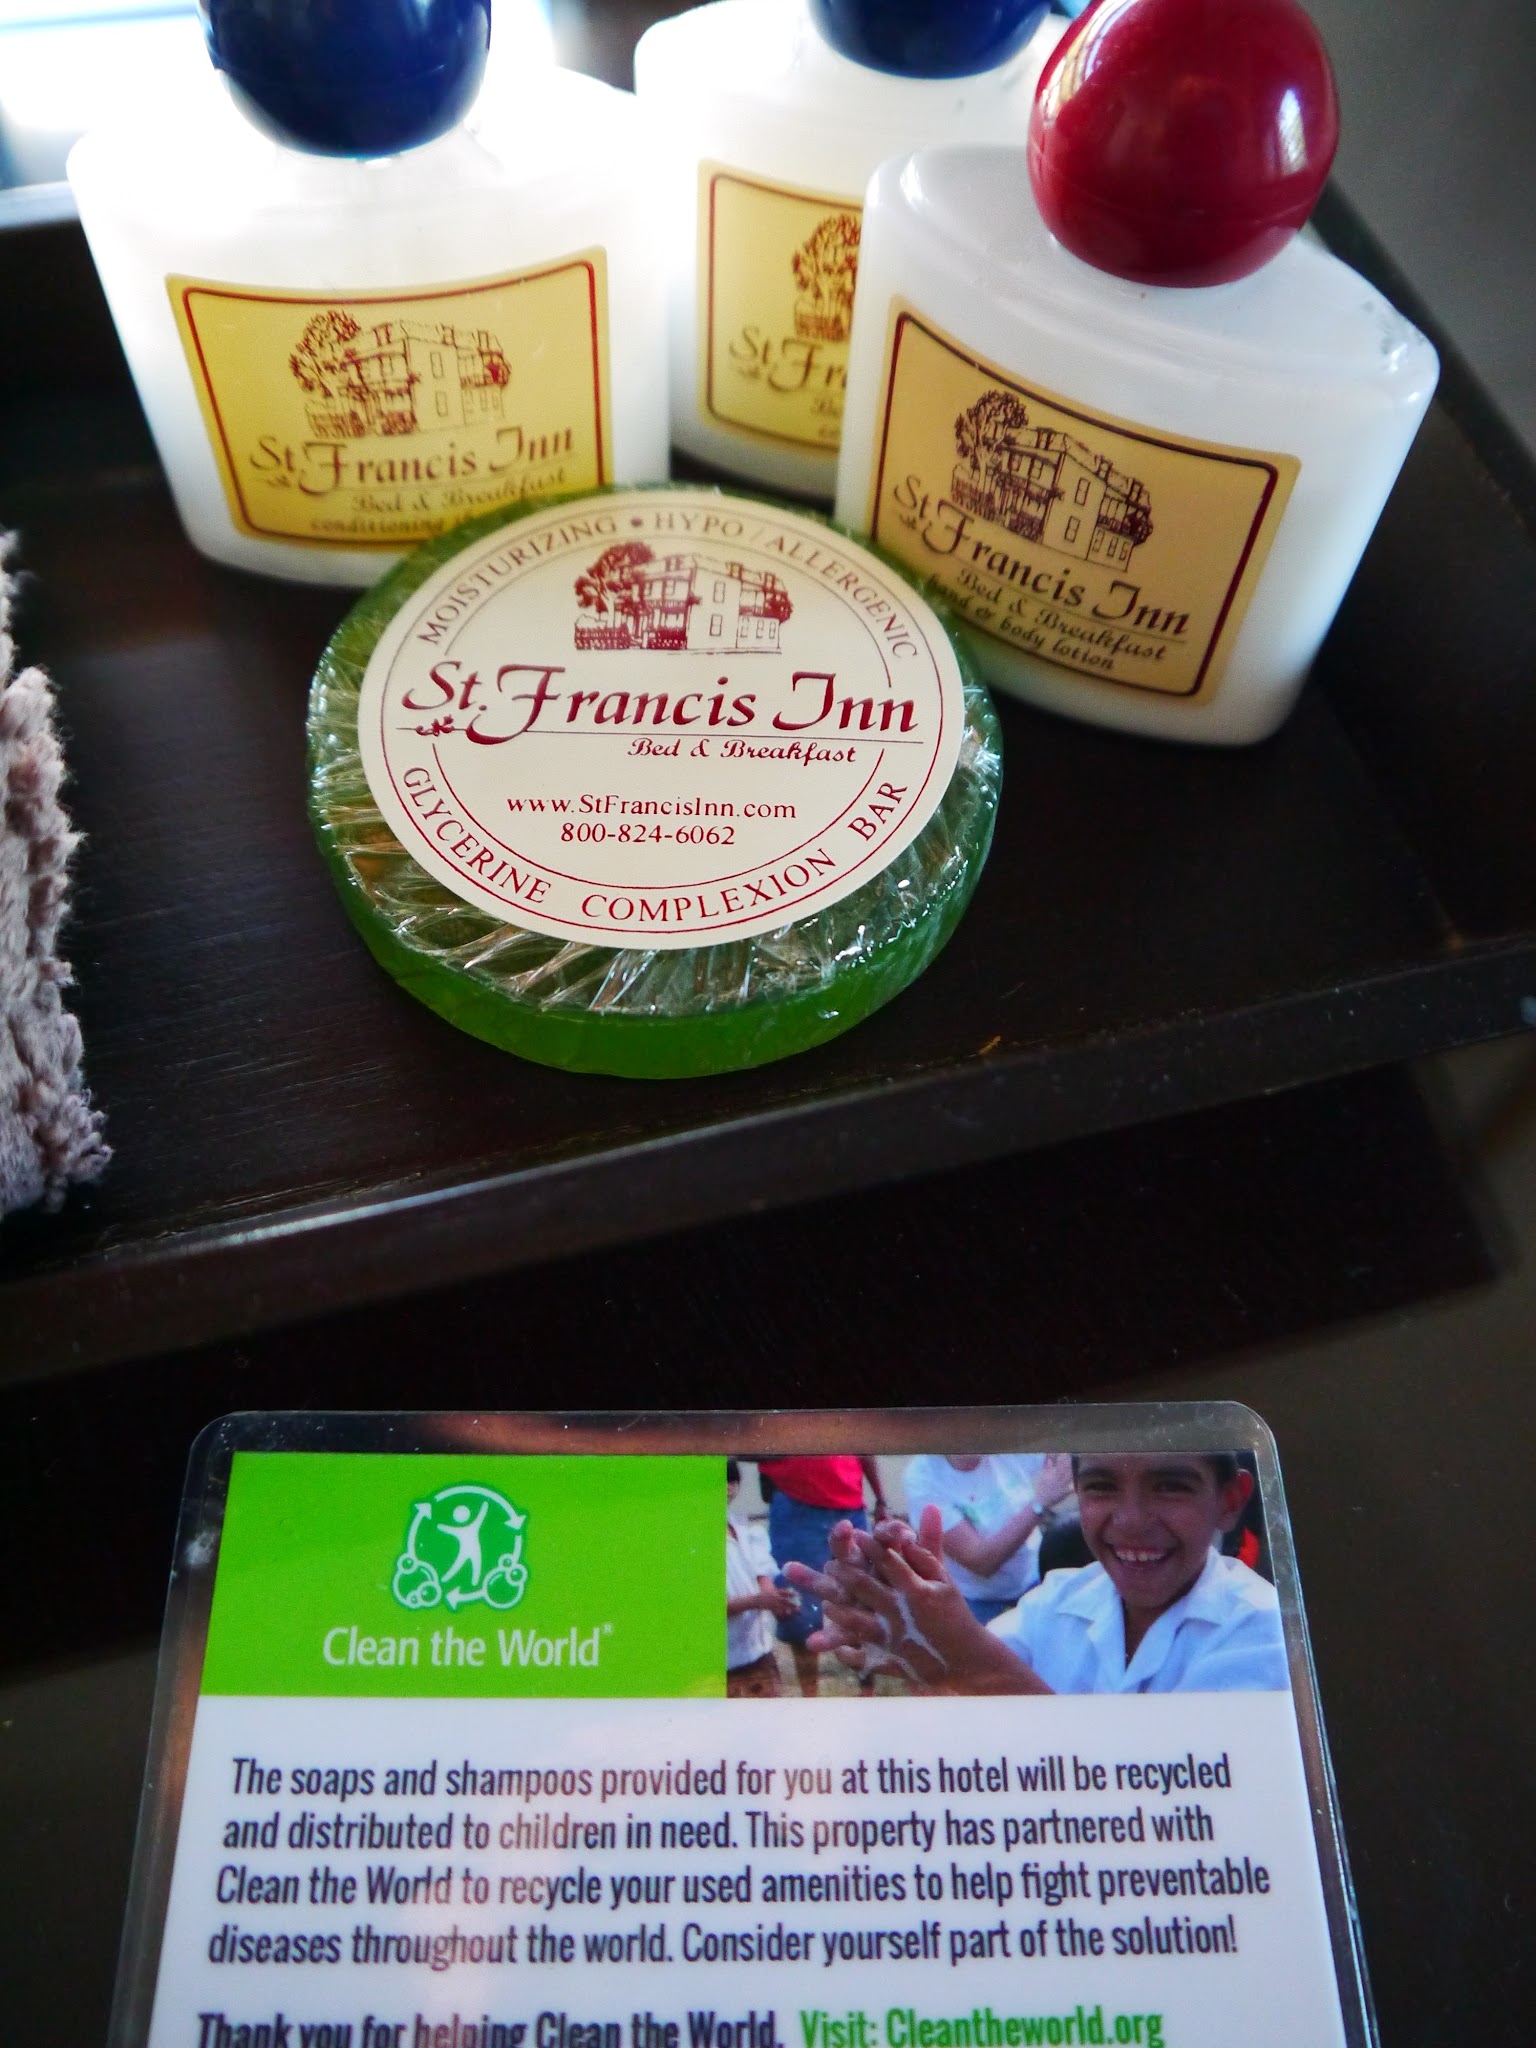 St. Francis Inn
Bed & Breakfast
conditioning
St. Fra
St. Francis Inn
Bed & Breakfast
hand & body lotion
MOISTURIZING • HYPO/ALLERGENIC
St. Francis Inn
Bed & Breakfast
www.StFrancisInn.com
800-824-6062
GLYCERINE COMPLEXION BAR
Clean the World®
The soaps and shampoos provided for you at this hotel will be recycled
and distributed to children in need. This property has partnered with
Clean the World to recycle your used amenities to help fight preventable
diseases throughout the world. Consider yourself part of the solution!
Thank you for helping Clean the World. Visit: Cleantheworld.org